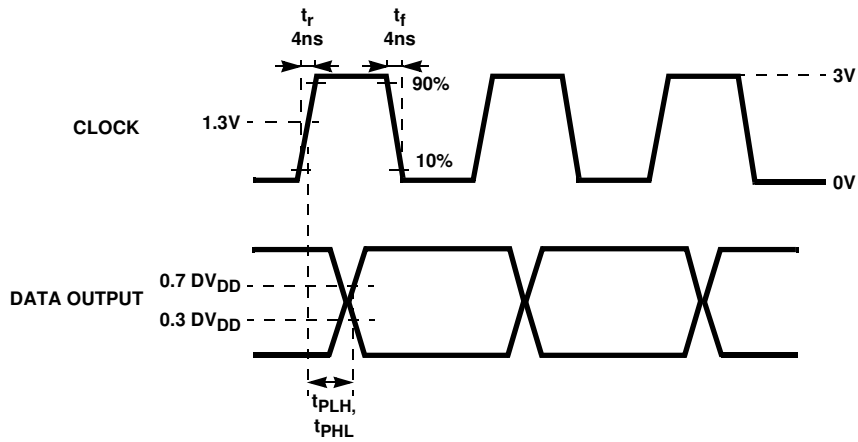 tr
4ns
tf
4ns
90%
3V
1.3V
CLOCK
10%
0V
0.7 DVDD
DATA OUTPUT
0.3 DVDD
tPLH,
tPHL